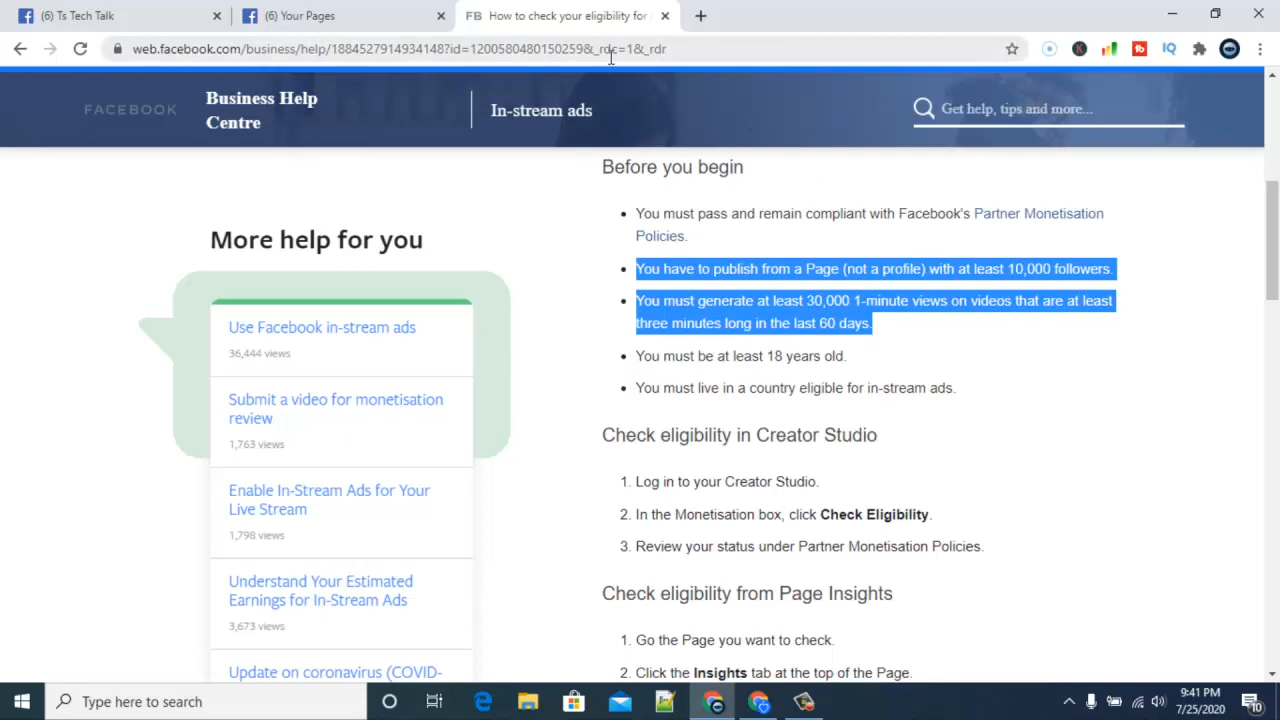 (6) Ts Tech Talk
(6) Your Pages
FB How to check your eligibility for
web.facebook.com/business/help/1884527914934148?id=1200580480150259&_rdc=1&_rdr
FACEBOOK
Business Help
Centre
In-stream ads
Get help, tips and more...
Before you begin
You must pass and remain compliant with Facebook's Partner Monetisation
Policies.
You have to publish from a Page (not a profile) with at least 10,000 followers.
You must generate at least 30,000 1-minute views on videos that are at least
three minutes long in the last 60 days.
You must be at least 18 years old.
You must live in a country eligible for in-stream ads.
More help for you
Use Facebook in-stream ads
36,444 views
Submit a video for monetisation
review
1,763 views
Enable In-Stream Ads for Your
Live Stream
1,798 views
Understand Your Estimated
Earnings for In-Stream Ads
3,673 views
Update on coronavirus (COVID-
Check eligibility in Creator Studio
1. Log in to your Creator Studio.
2. In the Monetisation box, click Check Eligibility.
3. Review your status under Partner Monetisation Policies.
Check eligibility from Page Insights
1. Go the Page you want to check.
2. Click the Insights tab at the top of the Page.
Type here to search
9:41 PM
7/25/2020
10